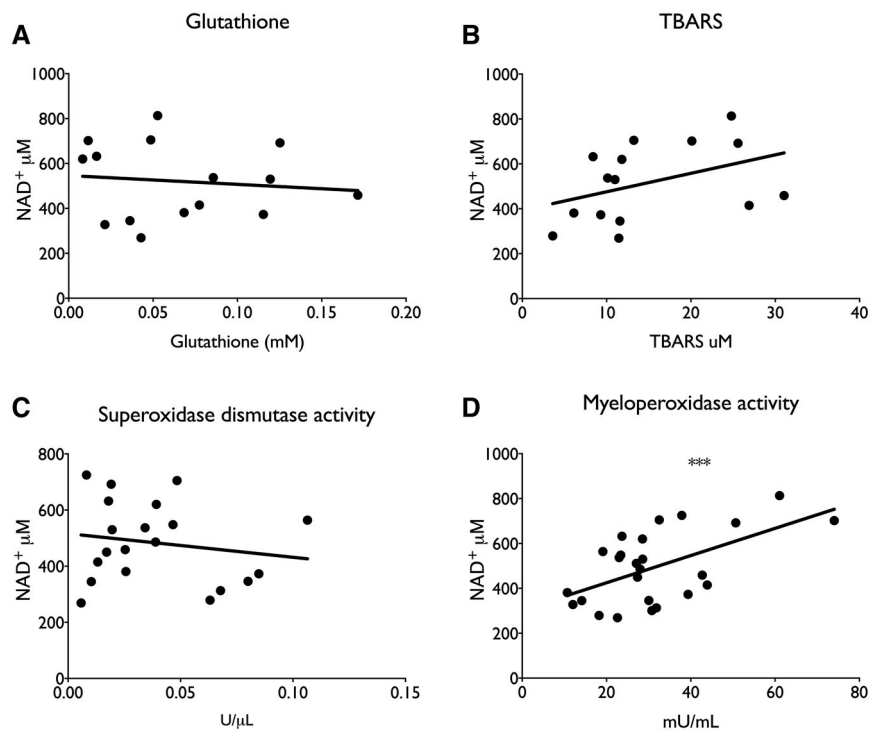 A
Glutathione
NAD⁺ μM
1000
800
600
400
200
0
0.00
0.05
0.10
0.15
0.20
Glutathione (mM)
B
TBARS
NAD⁺ μM
1000
800
600
400
200
0
0
10
20
30
40
TBARS uM
C
Superoxidase dismutase activity
NAD⁺ μM
800
600
400
200
0
0.00
0.05
0.10
0.15
U/μL
D
Myeloperoxidase activity
***
NAD⁺ μM
1000
800
600
400
200
0
0
20
40
60
80
mU/mL